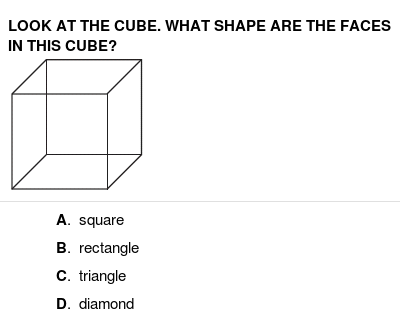 LOOK AT THE CUBE. WHAT SHAPE ARE THE FACES
IN THIS CUBE?
A. square
B. rectangle
C. triangle
D. diamond